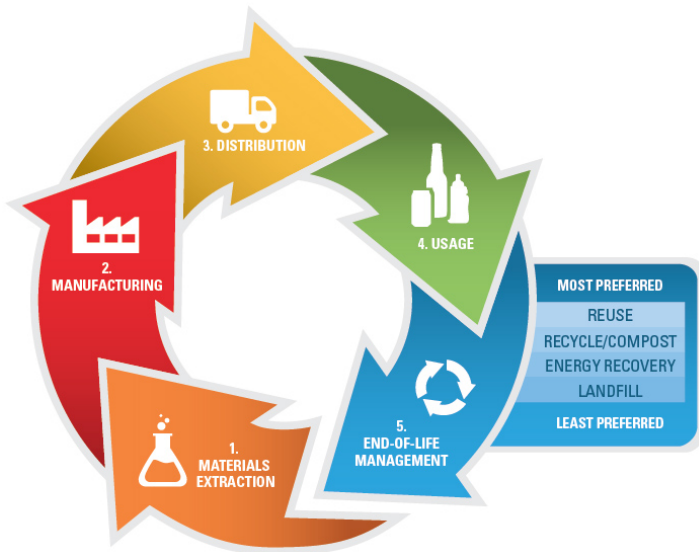 3. DISTRIBUTION
4. USAGE
2.
MANUFACTURING
MOST PREFERRED
REUSE
RECYCLE/COMPOST
ENERGY RECOVERY
LANDFILL
LEAST PREFERRED
5.
END-OF-LIFE
MANAGEMENT
1.
MATERIALS
EXTRACTION